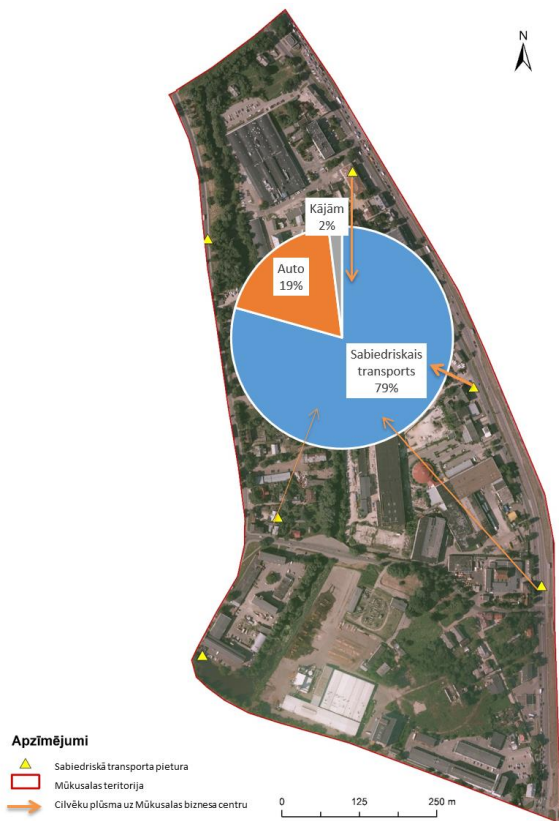 N
Kājām
2%
Auto
19%
Sabiedriskais
transports
79%
Apzīmējumi
Sabiedriskā transporta pietura
Mūkusalas teritorija
Cilvēku plūsma uz Mūkusalas biznesa centru
0 125 250 m